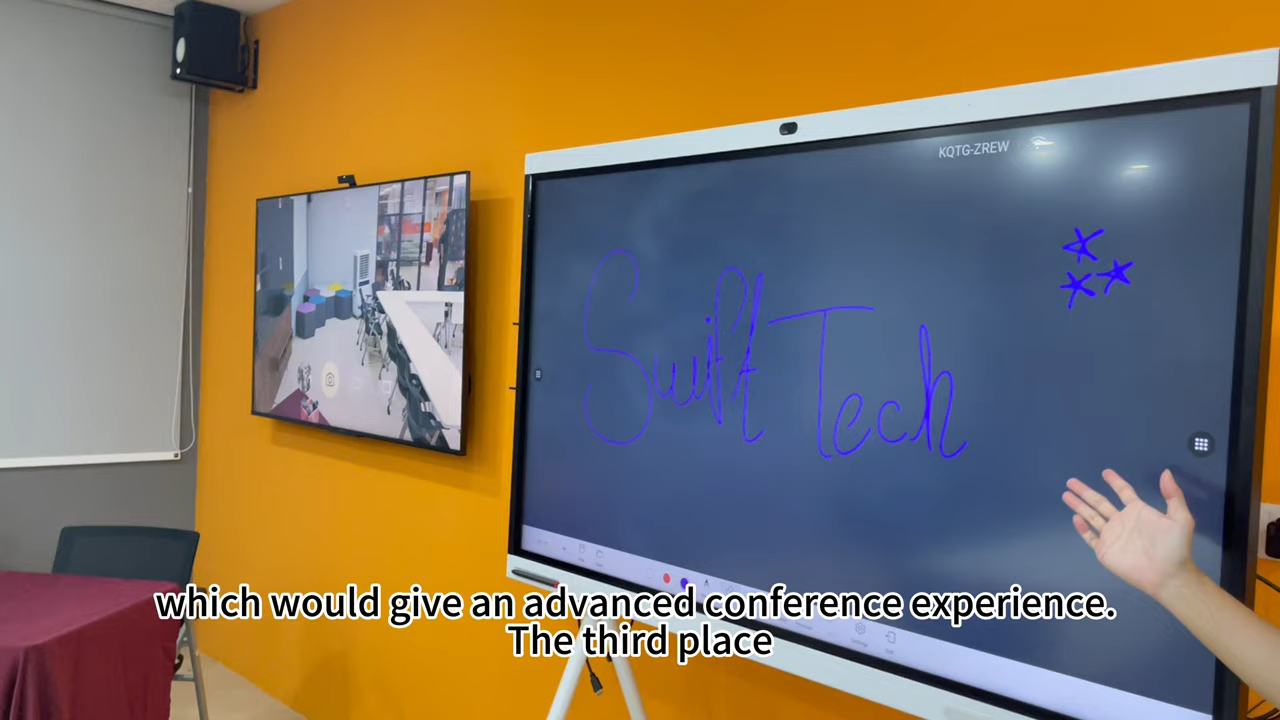 KQTG-ZREW
Swift Tech
which would give an advanced conference experience.
The third place